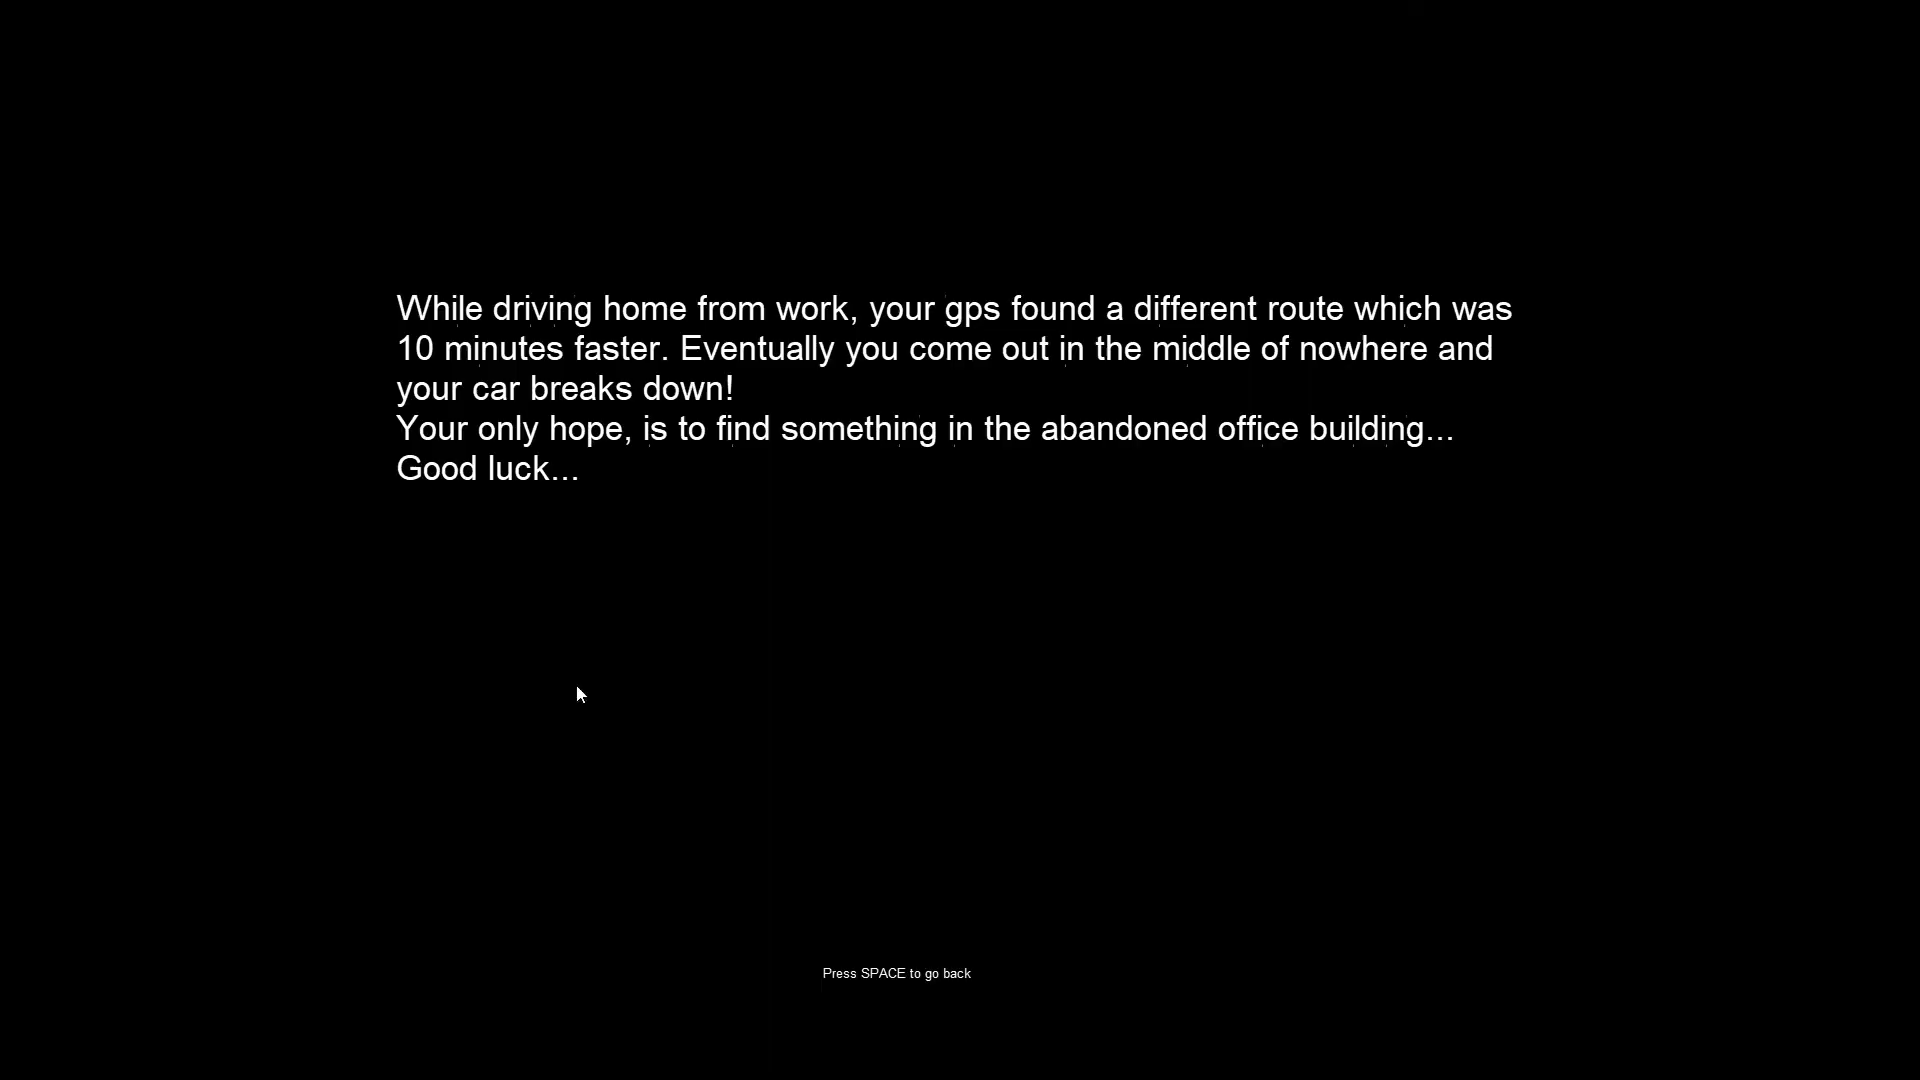 While driving home from work, your gps found a different route which was
10 minutes faster. Eventually you come out in the middle of nowhere and
your car breaks down!
Your only hope, is to find something in the abandoned office building...
Good luck...
Press SPACE to go back